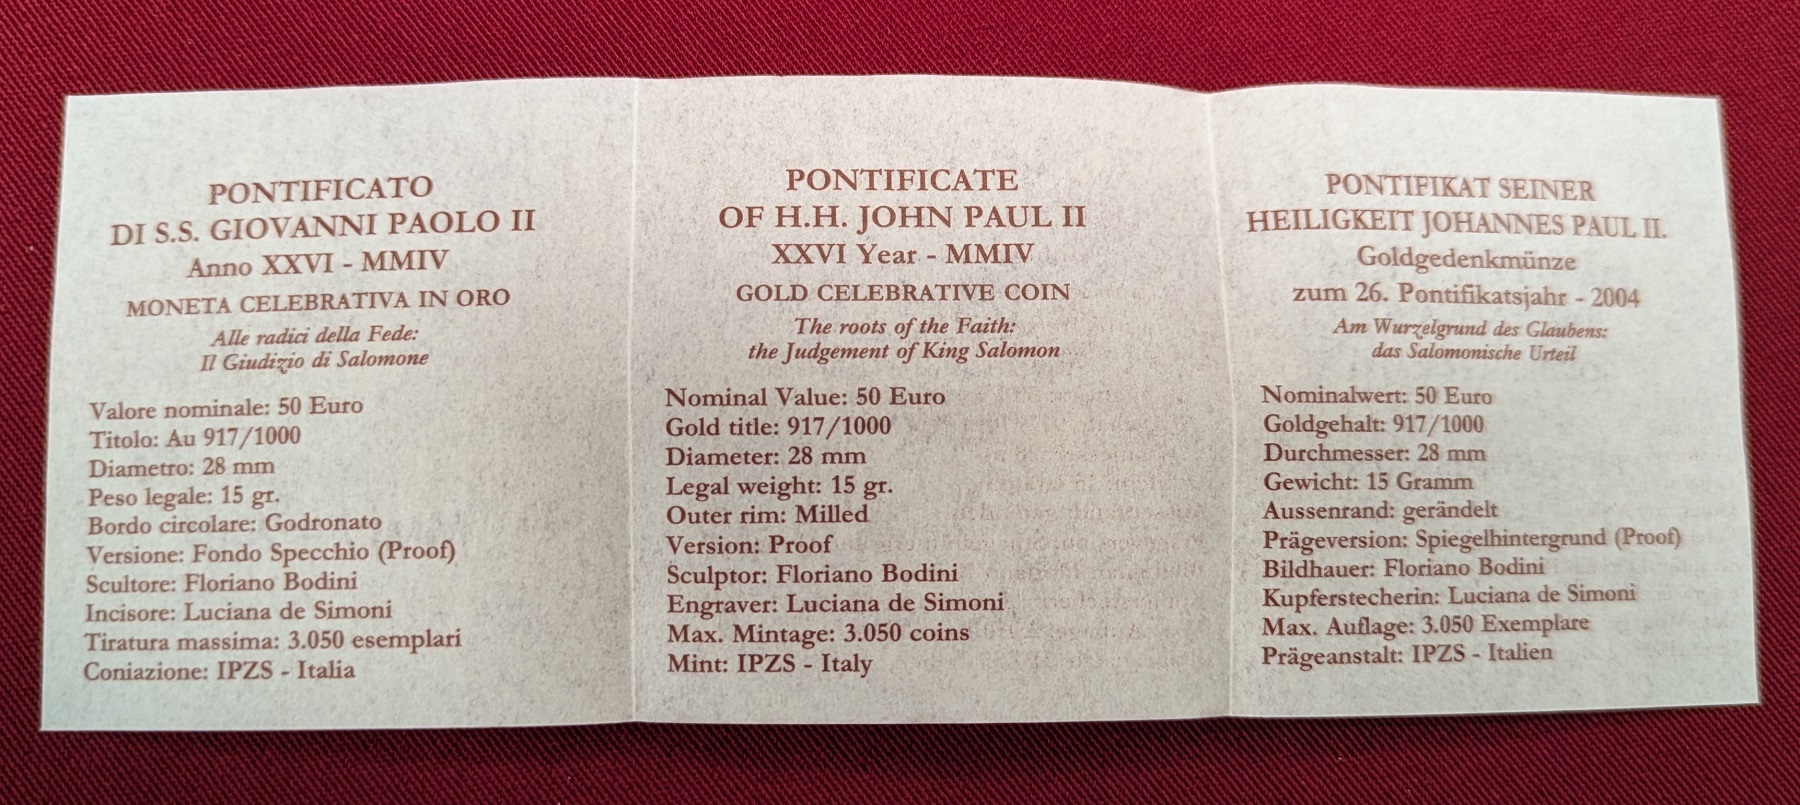 PONTIFICATO
DI S.S. GIOVANNI PAOLO II
Anno XXVI - MMIV
MONETA CELEBRATIVA IN ORO
Alle radici della Fede:
Il Giudizio di Salomone
Valore nominale: 50 Euro
Titolo: Au 917/1000
Diametro: 28 mm
Peso legale: 15 gr.
Bordo circolare: Godronato
Versione: Fondo Specchio (Proof)
Scultore: Floriano Bodini
Incisore: Luciana de Simoni
Tiratura massima: 3.050 esemplari
Coniazione: IPZS - Italia
PONTIFICATE
OF H.H. JOHN PAUL II
XXVI Year - MMIV
GOLD CELEBRATIVE COIN
The roots of the Faith:
the Judgement of King Salomon
Nominal Value: 50 Euro
Gold title: 917/1000
Diameter: 28 mm
Legal weight: 15 gr.
Outer rim: Milled
Version: Proof
Sculptor: Floriano Bodini
Engraver: Luciana de Simoni
Max. Mintage: 3.050 coins
Mint: IPZS - Italy
PONTIFIKAT SEINER
HEILIGKEIT JOHANNES PAUL II.
Goldgedenkmünze
zum 26. Pontifikatsjahr - 2004
Am Wurzelgrund des Glaubens:
das Salomonische Urteil
Nominalwert: 50 Euro
Goldgehalt: 917/1000
Durchmesser: 28 mm
Gewicht: 15 Gramm
Aussenrand: gerändelt
Prägeversion: Spiegelhintergrund (Proof)
Bildhauer: Floriano Bodini
Kupferstecherin: Luciana de Simoni
Max. Auflage: 3.050 Exemplare
Prägeanstalt: IPZS - Italien